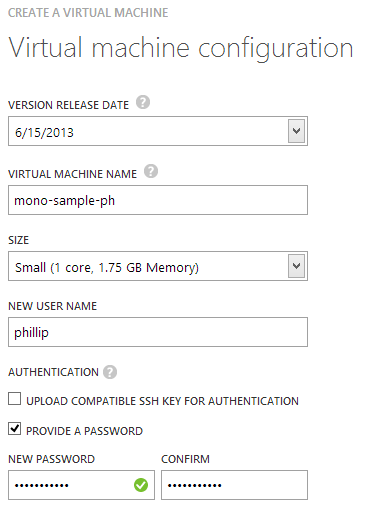 CREATE A VIRTUAL MACHINE
Virtual machine configuration
VERSION RELEASE DATE ?
6/15/2013
VIRTUAL MACHINE NAME ?
mono-sample-ph
SIZE
Small (1 core, 1.75 GB Memory)
NEW USER NAME
phillip
AUTHENTICATION ?
UPLOAD COMPATIBLE SSH KEY FOR AUTHENTICATION
PROVIDE A PASSWORD
NEW PASSWORD CONFIRM
••••••••••• •••••••••••